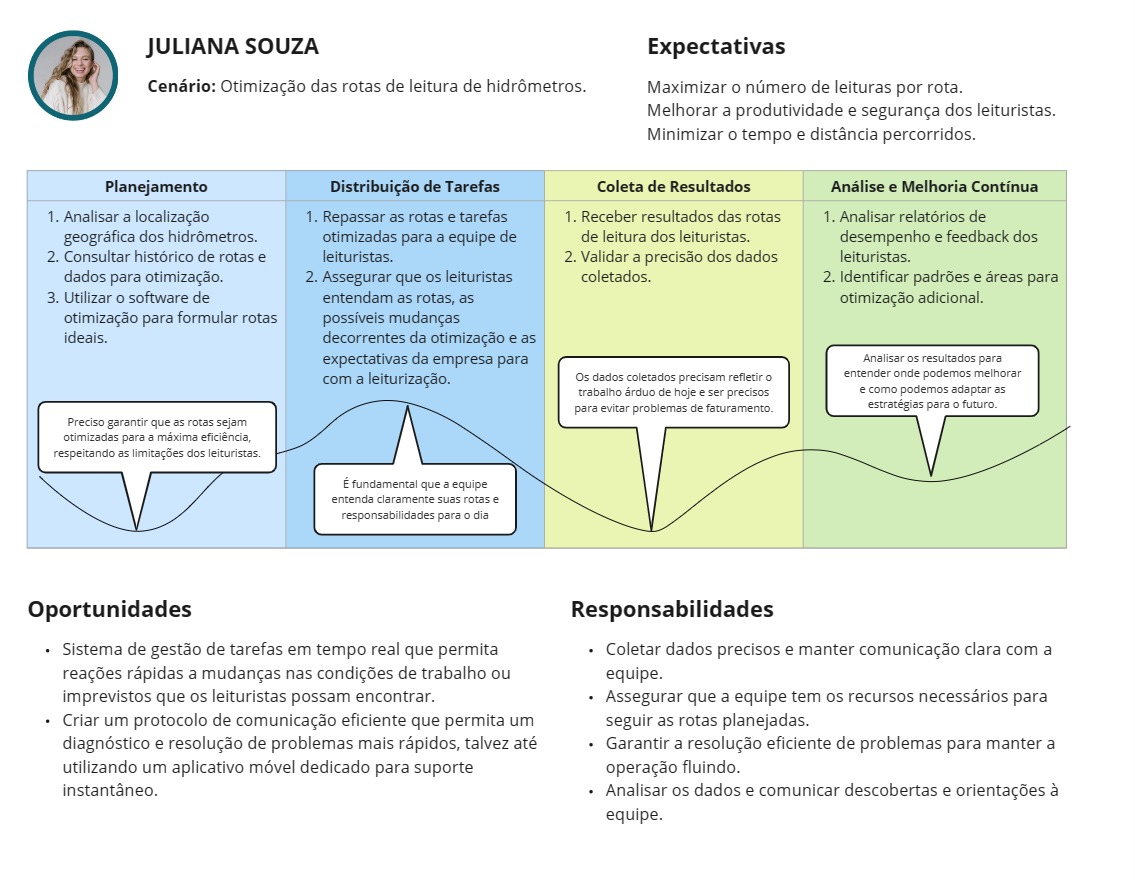 JULIANA SOUZA
Cenário: Otimização das rotas de leitura de hidrômetros.
Expectativas
Maximizar o número de leituras por rota.
Melhorar a produtividade e segurança dos leituristas.
Minimizar o tempo e distância percorridos.
Planejamento
1. Analisar a localização
geográfica dos hidrômetros.
2. Consultar histórico de rotas e
dados para otimização.
3. Utilizar o software de
otimização para formular rotas
ideais.
Preciso garantir que as rotas sejam
otimizadas para a máxima eficiência,
respeitando as limitações dos leituristas.
Distribuição de Tarefas
1. Repassar as rotas e tarefas
otimizadas para a equipe de
leituristas.
2. Assegurar que os leituristas
entendam as rotas, as
possíveis mudanças
decorrentes da otimização e as
expectativas da empresa para
com a leiturização.
É fundamental que a equipe
entenda claramente suas rotas e
responsabilidades para o dia
Coleta de Resultados
1. Receber resultados das rotas
de leitura dos leituristas.
2. Validar a precisão dos dados
coletados.
Os dados coletados precisam refletir o
trabalho árduo de hoje e ser precisos
para evitar problemas de faturamento.
Análise e Melhoria Contínua
1. Analisar relatórios de
desempenho e feedback dos
leituristas.
2. Identificar padrões e áreas para
otimização adicional.
Analisar os resultados para
entender onde podemos melhorar
e como podemos adaptar as
estratégias para o futuro.
Oportunidades
• Sistema de gestão de tarefas em tempo real que permita
reações rápidas a mudanças nas condições de trabalho ou
imprevistos que os leituristas possam encontrar.
• Criar um protocolo de comunicação eficiente que permita um
diagnóstico e resolução de problemas mais rápidos, talvez até
utilizando um aplicativo móvel dedicado para suporte
instantâneo.
Responsabilidades
• Coletar dados precisos e manter comunicação clara com a
equipe.
• Assegurar que a equipe tem os recursos necessários para
seguir as rotas planejadas.
• Garantir a resolução eficiente de problemas para manter a
operação fluindo.
• Analisar os dados e comunicar descobertas e orientações à
equipe.